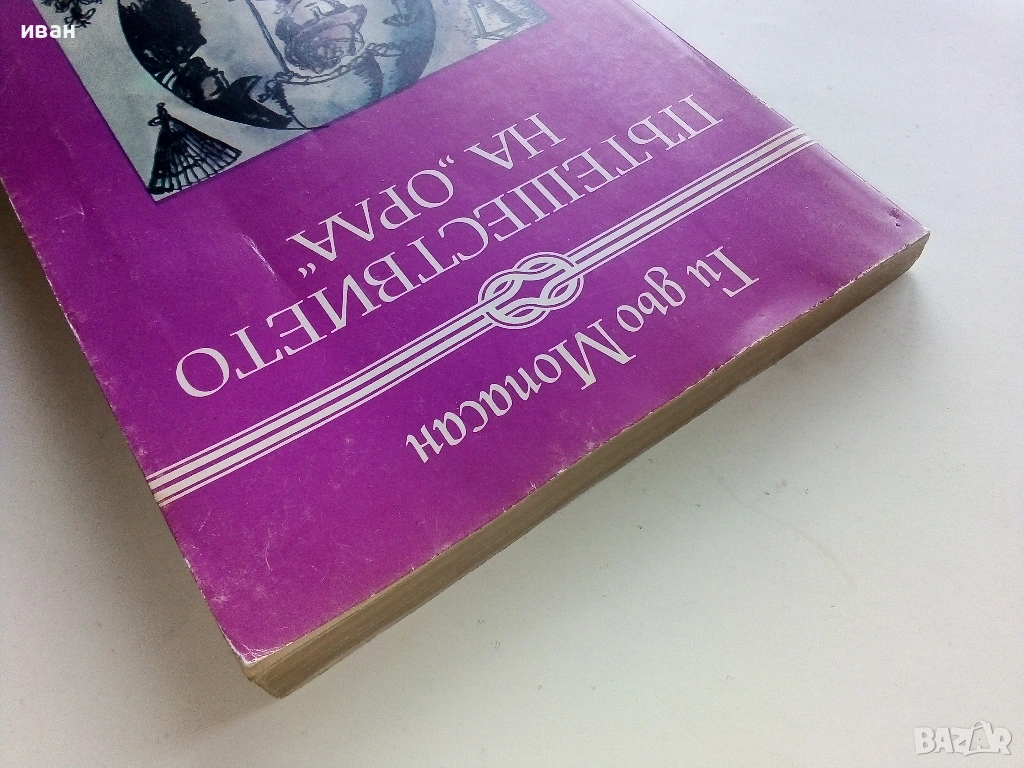 иван
Ги дьо Мопасан
ПЪТЕШЕСТВИЕТО
НА „ОРЛА“
BAZAR